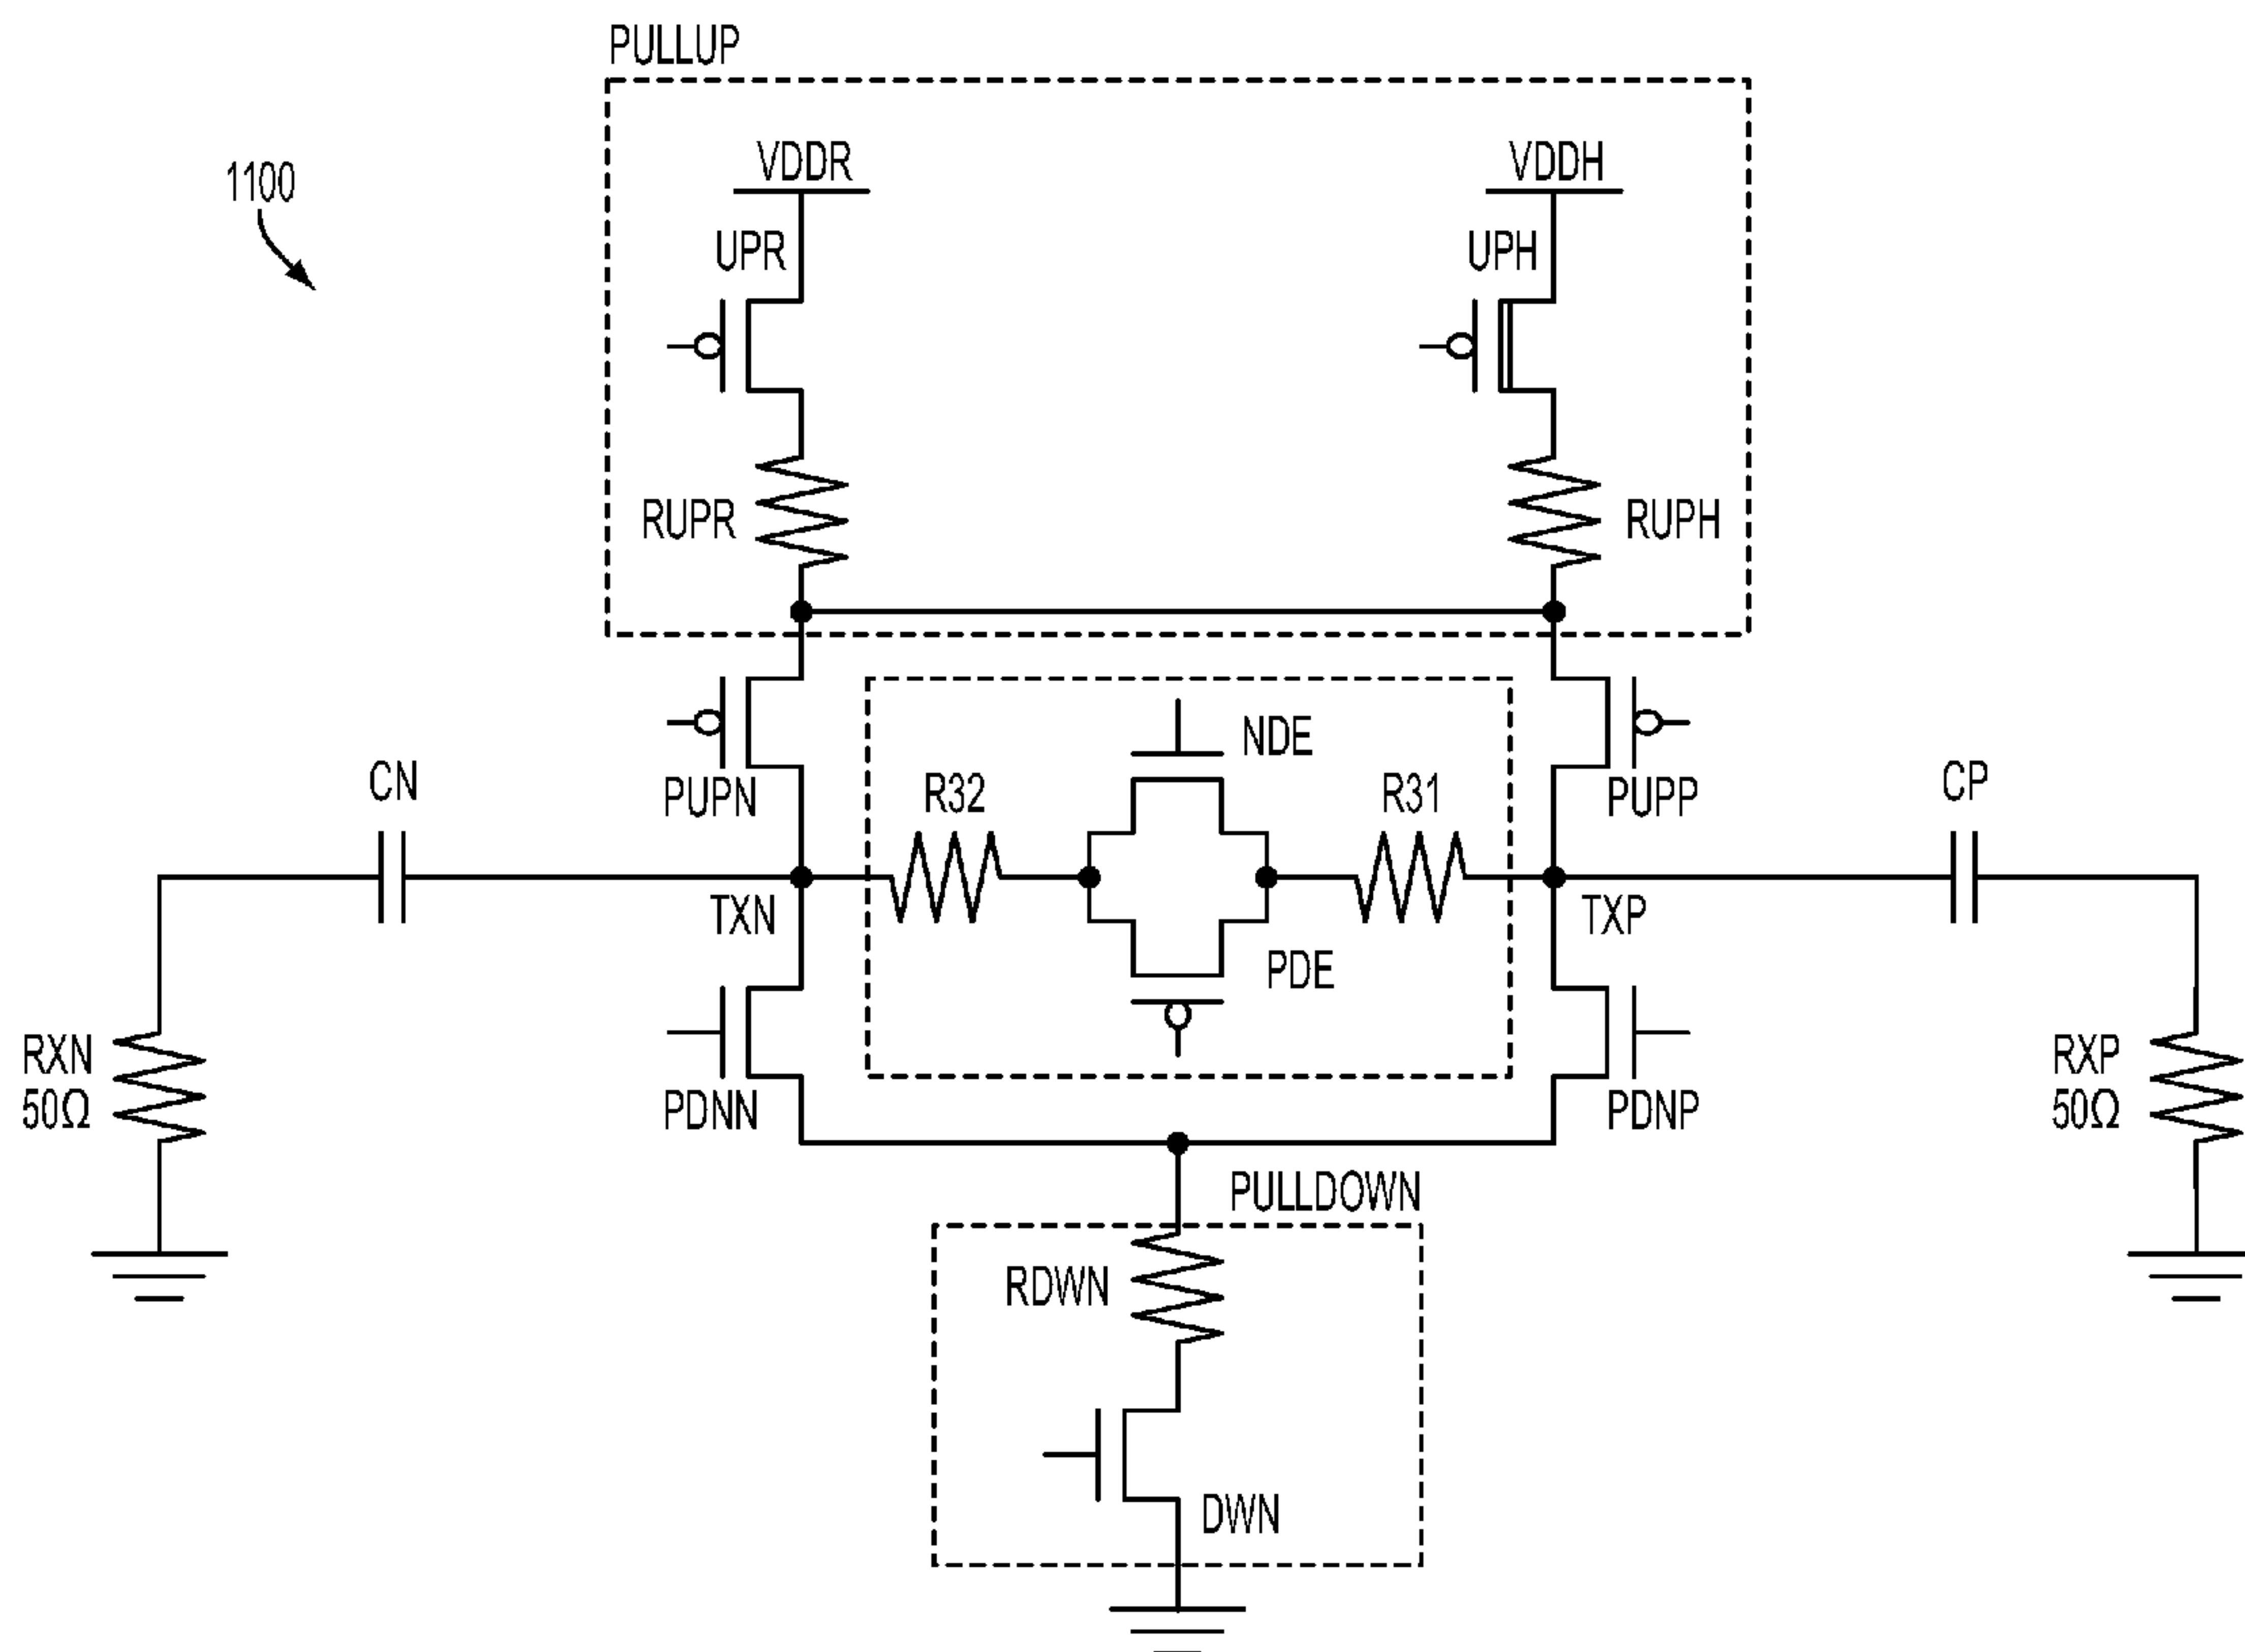 PULLUP
1100
VDDR
VDDH
UPR
UPH
RUPR
RUPH
NDE
CN
PUPN
R32
R31
PUPP
CP
TXN
TXP
PDE
RXN
50Ω
PDNN
PDNP
RXP
50Ω
PULLDOWN
RDWN
DWN